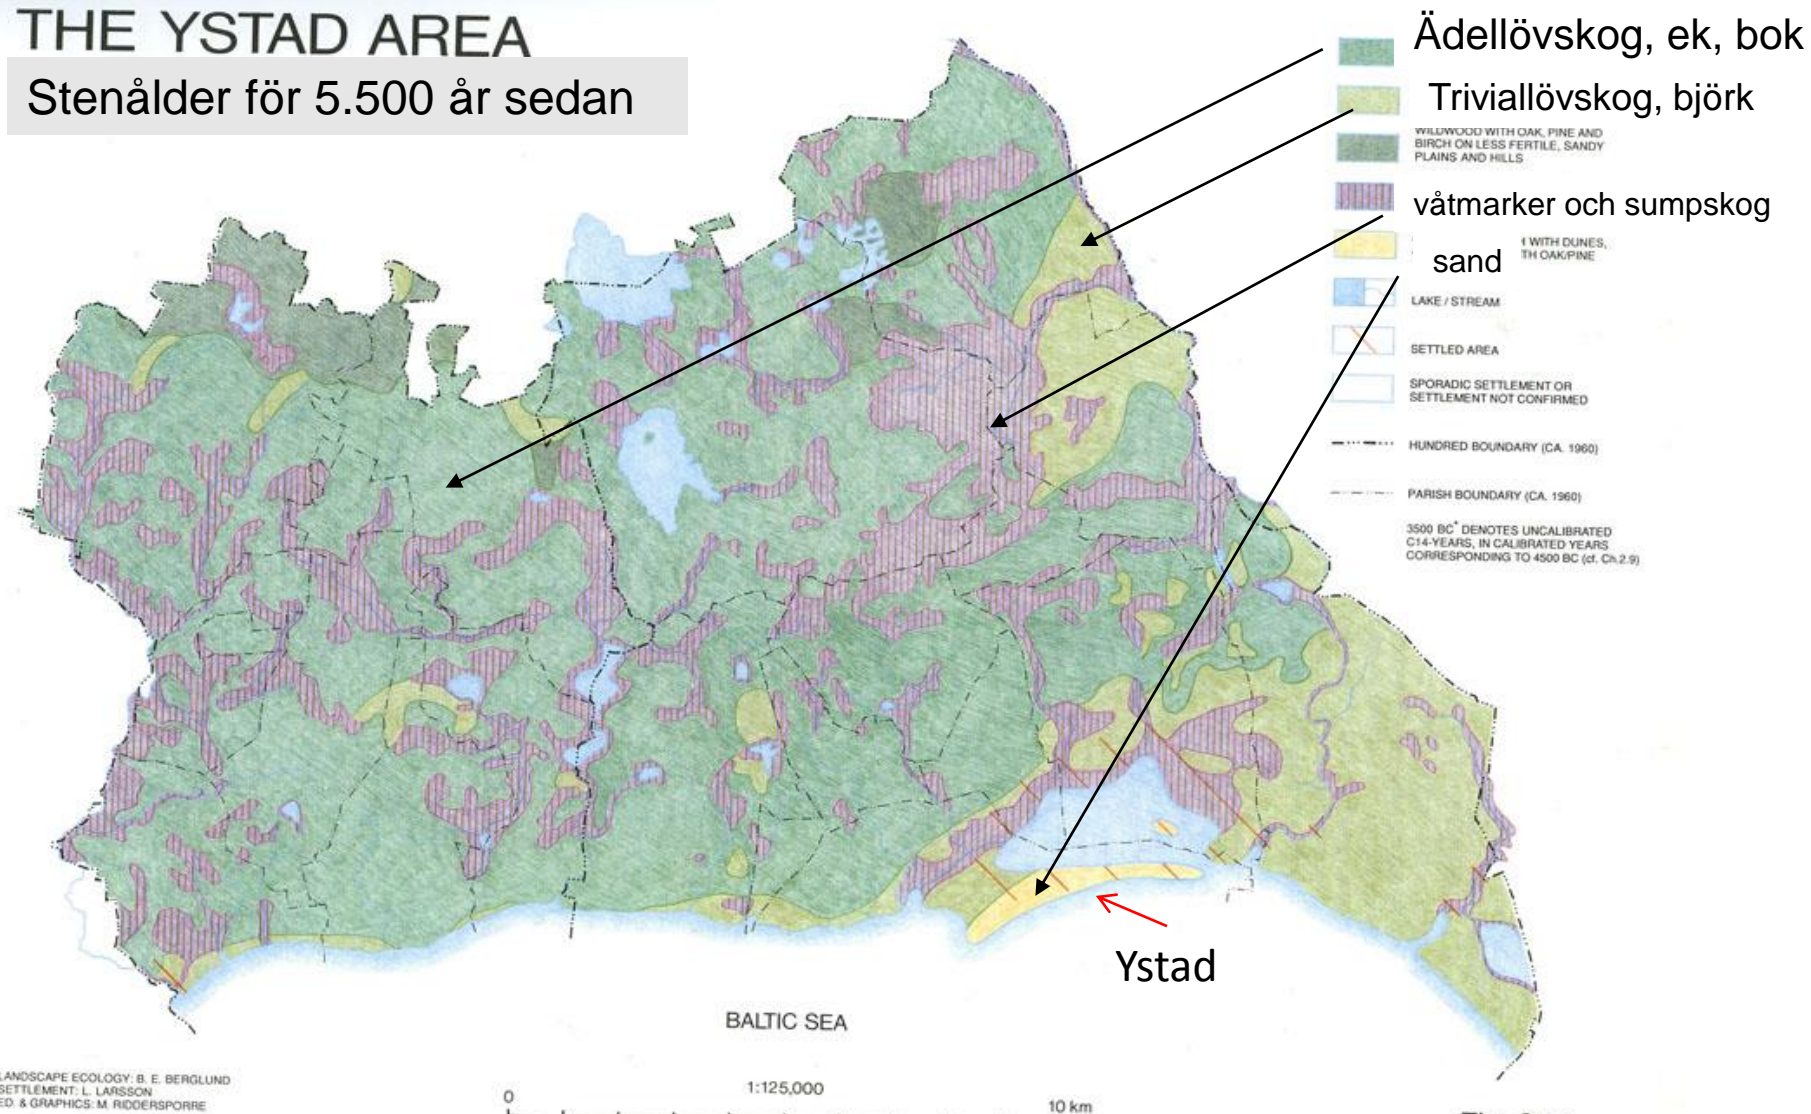 THE YSTAD AREA
Stenålder för 5.500 år sedan
Ädellövskog, ek, bok
Triviallövskog, björk
WILDWOOD WITH OAK, PINE AND
BIRCH ON LESS FERTILE, SANDY
PLAINS AND HILLS
våtmarker och sumpskog
WITH DUNES,
OAK/PINE
sand
LAKE / STREAM
SETTLED AREA
SPORADIC SETTLEMENT OR
SETTLEMENT NOT CONFIRMED
HUNDRED BOUNDARY (CA. 1960)
PARISH BOUNDARY (CA. 1960)
3500 BC* DENOTES UNCALIBRATED
C14-YEARS, IN CALIBRATED YEARS
CORRESPONDING TO 4500 BC (cf. Ch.2.9)
Ystad
BALTIC SEA
LANDSCAPE ECOLOGY: B. E. BERGLUND
SETTLEMENT: L. LARSSON
ED. & GRAPHICS: M. RIDDERSPORRE
1:125,000
0
10 km